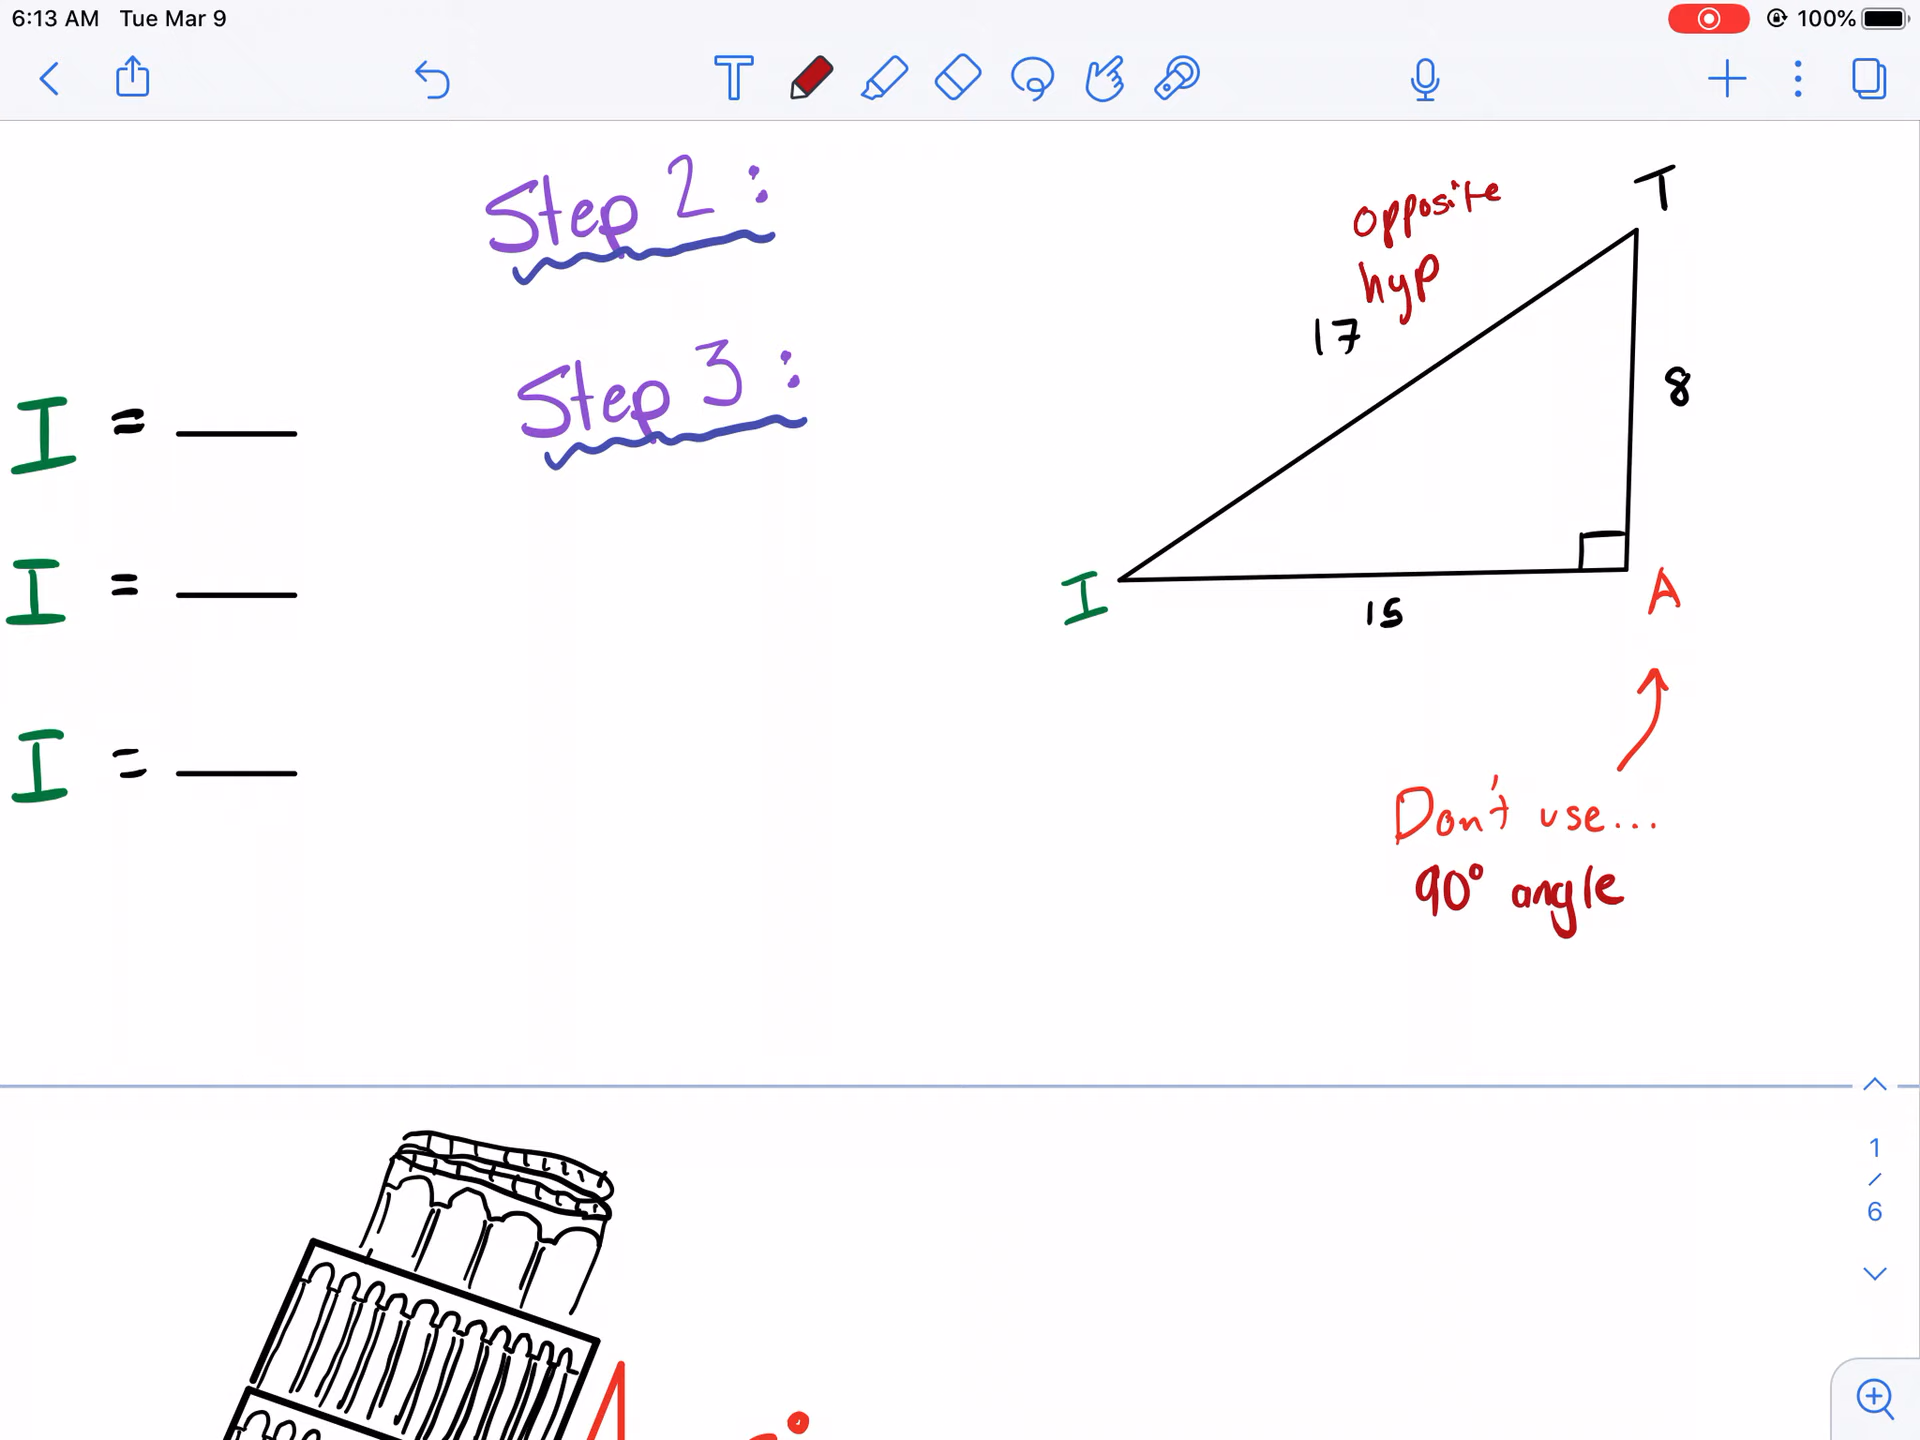 6:13 AM Tue Mar 9
100%
Step 2:
Step 3:
I = ____
I = ____
I = ____
T
opposite
hyp
17
8
I
15
A
Don't use...
90° angle
1
/
6